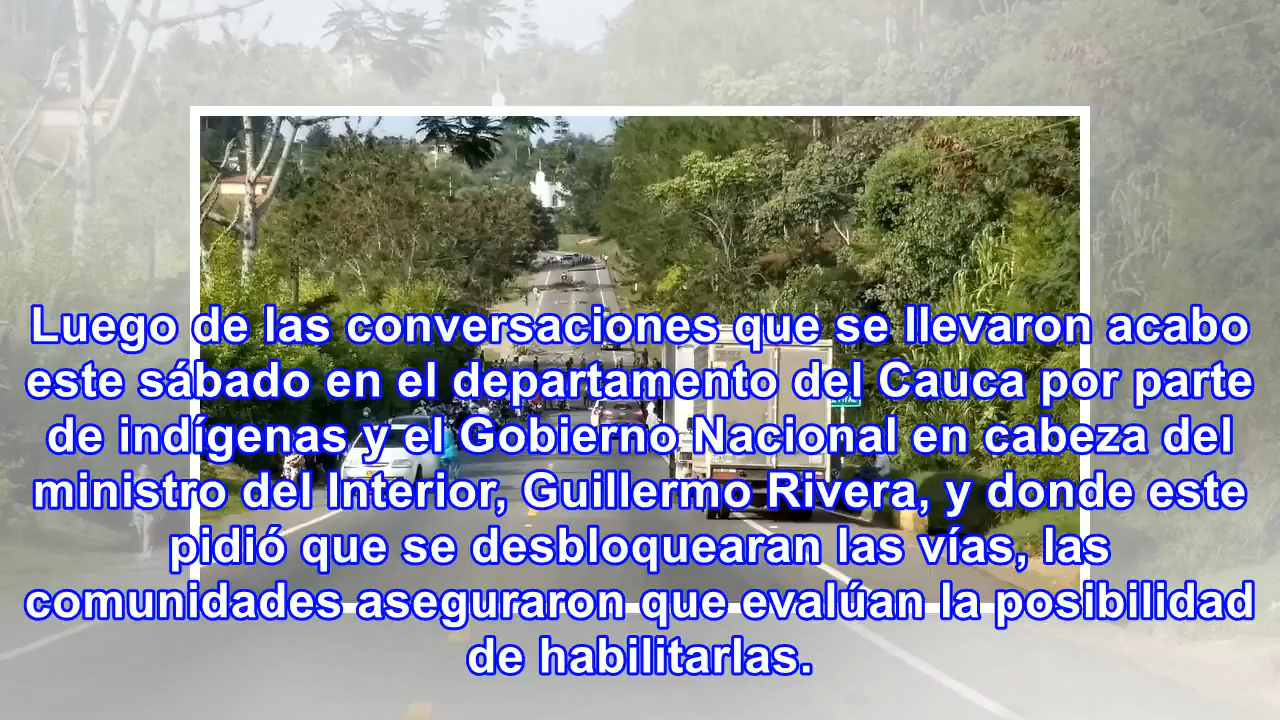 Luego de las conversaciones que se llevaron acabo
este sábado en el departamento del Cauca por parte
de indígenas y el Gobierno Nacional en cabeza del
ministro del Interior, Guillermo Rivera, y donde este
pidió que se desbloquearan las vías, las
comunidades aseguraron que evalúan la posibilidad
de habilitarlas.